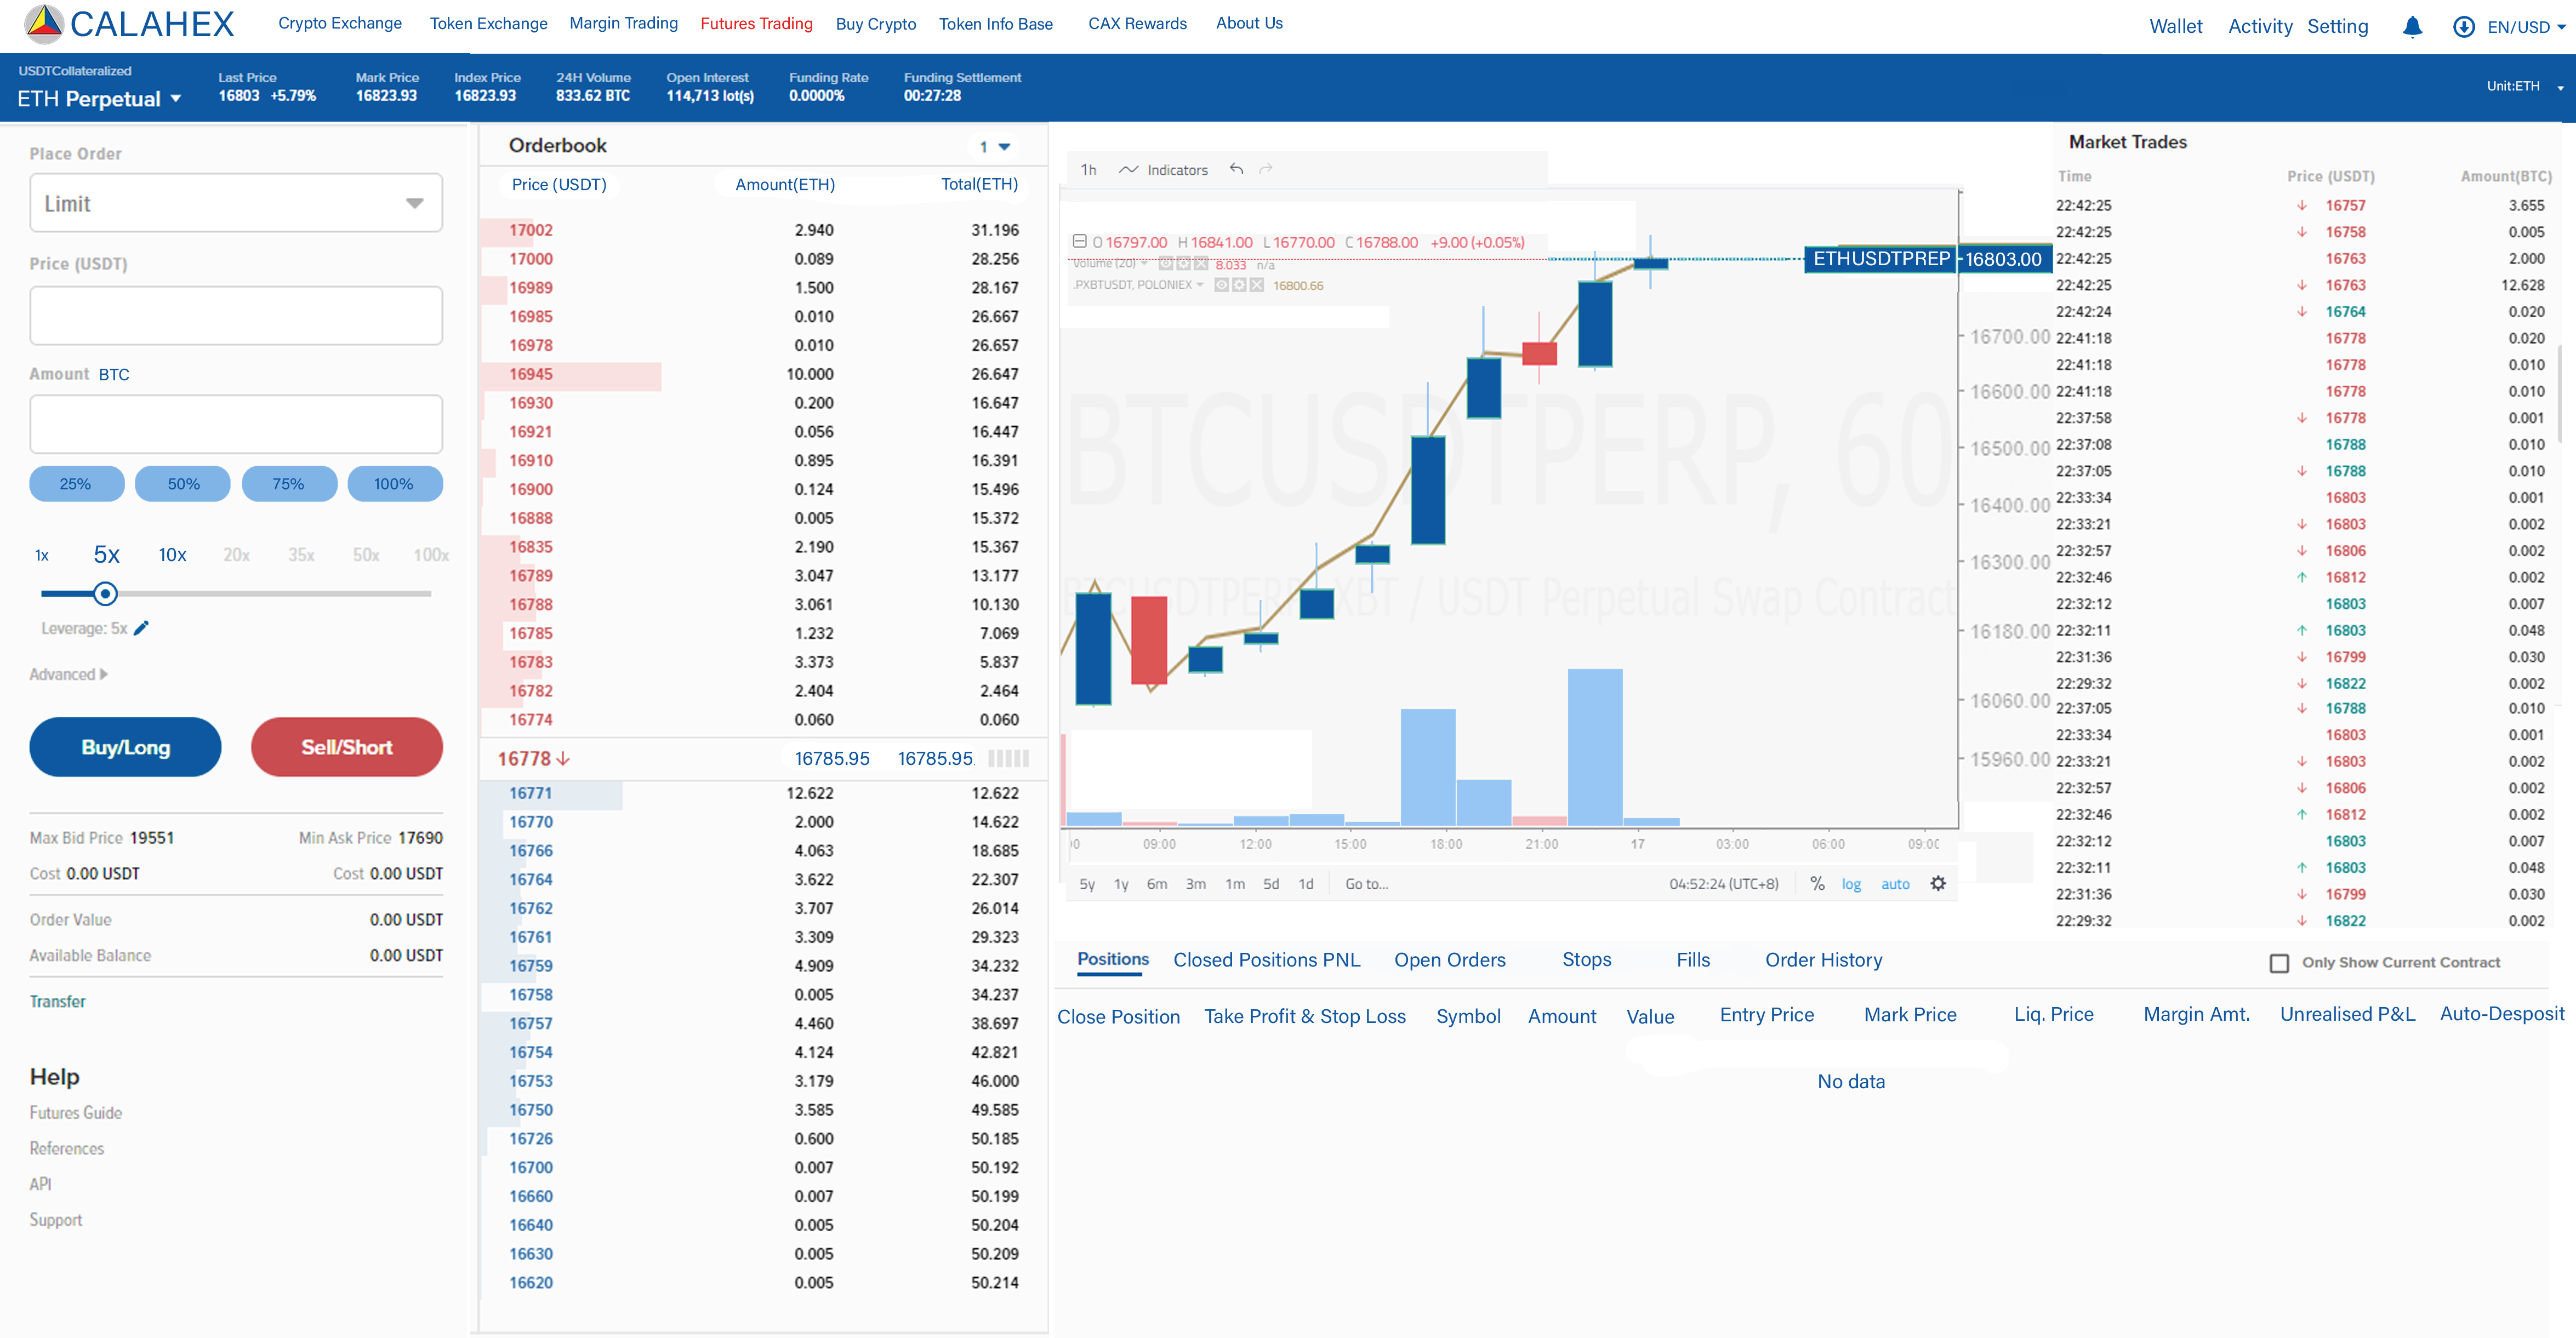 CALAHEX Crypto Exchange Token Exchange Margin Trading Futures Trading Buy Crypto Token Info Base CAX Rewards About Us Wallet Activity Setting EN/USD
USDTCollateralized
ETH Perpetual
Last Price Mark Price Index Price 24H Volume Open Interest Funding Rate Funding Settlement
16803 +5.79% 16823.93 16823.93 833.62 BTC 114,713 lot(s) 0.0000% 00:27:28
Unit:ETH
Place Order
Limit
Price (USDT)
Amount BTC
25% 50% 75% 100%
1x 5x 10x 20x 35x 50x 100x
Leverage: 5x
Advanced
Buy/Long Sell/Short
Max Bid Price 19551 Min Ask Price 17690
Cost 0.00 USDT Cost 0.00 USDT
Order Value 0.00 USDT
Available Balance 0.00 USDT
Transfer
Help
Futures Guide
References
API
Support
Orderbook 1
Price (USDT) Amount(ETH) Total(ETH)
17002 2.940 31.196
17000 0.089 28.256
16989 1.500 28.167
16985 0.010 26.667
16978 0.010 26.657
16945 10.000 26.647
16930 0.200 16.647
16921 0.056 16.447
16910 0.895 16.391
16900 0.124 15.496
16888 0.005 15.372
16835 2.190 15.367
16789 3.047 13.177
16788 3.061 10.130
16785 1.232 7.069
16783 3.373 5.837
16782 2.404 2.464
16774 0.060 0.060
16778 16785.95 16785.95
16771 12.622 12.622
16770 2.000 14.622
16766 4.063 18.685
16764 3.622 22.307
16762 3.707 26.014
16761 3.309 29.323
16759 4.909 34.232
16758 0.005 34.237
16757 4.460 38.697
16754 4.124 42.821
16753 3.179 46.000
16750 3.585 49.585
16726 0.600 50.185
16700 0.007 50.192
16660 0.007 50.199
16640 0.005 50.204
16630 0.005 50.209
16620 0.005 50.214
1h Indicators
O 16797.00 H 16841.00 L 16770.00 C 16788.00 +9.00 (+0.05%)
Volume (20) 8.033 n/a
.PXBTUSDT, POLONIEX 16800.66
ETHUSDTPREP 16803.00
BTCUSDTPERP, 60
BTCUSDTPERP XBT / USDT Perpetual Swap Contract
16700.00
16600.00
16500.00
16400.00
16300.00
16180.00
16060.00
15960.00
09:00 12:00 15:00 18:00 21:00 17 03:00 06:00
5y 1y 6m 3m 1m 5d 1d Go to... 04:52:24 (UTC+8) % log auto
Market Trades
Time Price (USDT) Amount(BTC)
22:42:25 16757 3.655
22:42:25 16758 0.005
22:42:25 16763 2.000
22:42:25 16763 12.628
22:42:24 16764 0.020
22:41:18 16778 0.020
22:41:18 16778 0.010
22:41:18 16778 0.010
22:37:58 16778 0.001
22:37:08 16788 0.010
22:37:05 16788 0.010
22:33:34 16803 0.001
22:33:21 16803 0.002
22:32:57 16806 0.002
22:32:46 16812 0.002
22:32:12 16803 0.007
22:32:11 16803 0.048
22:31:36 16799 0.030
22:29:32 16822 0.002
22:37:05 16788 0.010
22:33:34 16803 0.001
22:33:21 16803 0.002
22:32:57 16806 0.002
22:32:46 16812 0.002
22:32:12 16803 0.007
22:32:11 16803 0.048
22:31:36 16799 0.030
22:29:32 16822 0.002
Positions Closed Positions PNL Open Orders Stops Fills Order History Only Show Current Contract
Close Position Take Profit & Stop Loss Symbol Amount Value Entry Price Mark Price Liq. Price Margin Amt. Unrealised P&L Auto-Desposit
No data